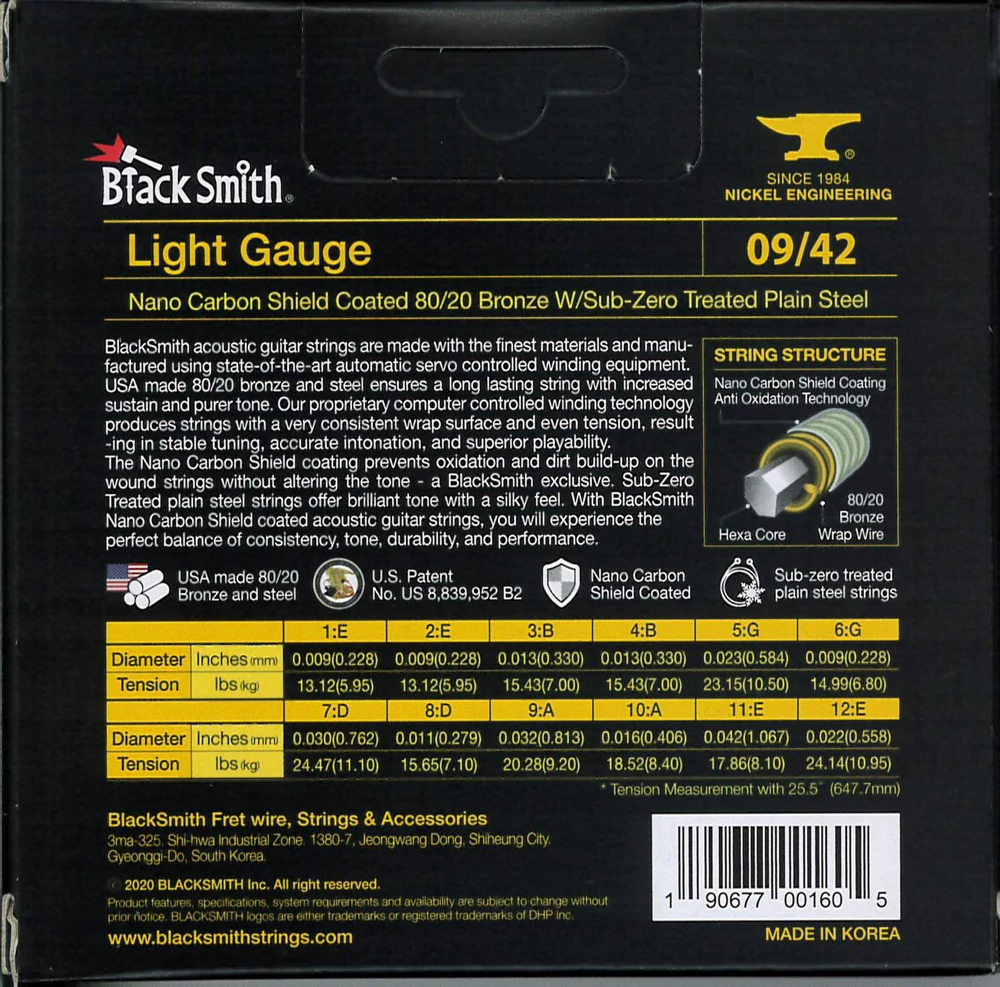 BlackSmith®
®
SINCE 1984
NICKEL ENGINEERING
Light Gauge
09/42
Nano Carbon Shield Coated 80/20 Bronze W/Sub-Zero Treated Plain Steel
BlackSmith acoustic guitar strings are made with the finest materials and manu-
factured using state-of-the-art automatic servo controlled winding equipment.
USA made 80/20 bronze and steel ensures a long lasting string with increased
sustain and purer tone. Our proprietary computer controlled winding technology
produces strings with a very consistent wrap surface and even tension, result
-ing in stable tuning, accurate intonation, and superior playability.
The Nano Carbon Shield coating prevents oxidation and dirt build-up on the
wound strings without altering the tone - a BlackSmith exclusive. Sub-Zero
Treated plain steel strings offer brilliant tone with a silky feel. With BlackSmith
Nano Carbon Shield coated acoustic guitar strings, you will experience the
perfect balance of consistency, tone, durability, and performance.
STRING STRUCTURE
Nano Carbon Shield Coating
Anti Oxidation Technology
80/20
Bronze
Hexa Core Wrap Wire
USA made 80/20
Bronze and steel
U.S. Patent
No. US 8,839,952 B2
Nano Carbon
Shield Coated
Sub-zero treated
plain steel strings
1:E 2:E 3:B 4:B 5:G 6:G
Diameter Inches(mm) 0.009(0.228) 0.009(0.228) 0.013(0.330) 0.013(0.330) 0.023(0.584) 0.009(0.228)
Tension lbs(kg) 13.12(5.95) 13.12(5.95) 15.43(7.00) 15.43(7.00) 23.15(10.50) 14.99(6.80)
7:D 8:D 9:A 10:A 11:E 12:E
Diameter Inches(mm) 0.030(0.762) 0.011(0.279) 0.032(0.813) 0.016(0.406) 0.042(1.067) 0.022(0.558)
Tension lbs(kg) 24.47(11.10) 15.65(7.10) 20.28(9.20) 18.52(8.40) 17.86(8.10) 24.14(10.95)
* Tension Measurement with 25.5" (647.7mm)
BlackSmith Fret wire, Strings & Accessories
3ma-325. Shi-hwa Industrial Zone. 1380-7, Jeongwang Dong, Shiheung City.
Gyeonggi-Do, South Korea.
© 2020 BLACKSMITH Inc. All right reserved.
Product features, specifications, system requirements and availability are subject to change without
prior notice. BLACKSMITH logos are either trademarks or registered trademarks of DHP Inc.
www.blacksmithstrings.com
1 90677 00160 5
MADE IN KOREA